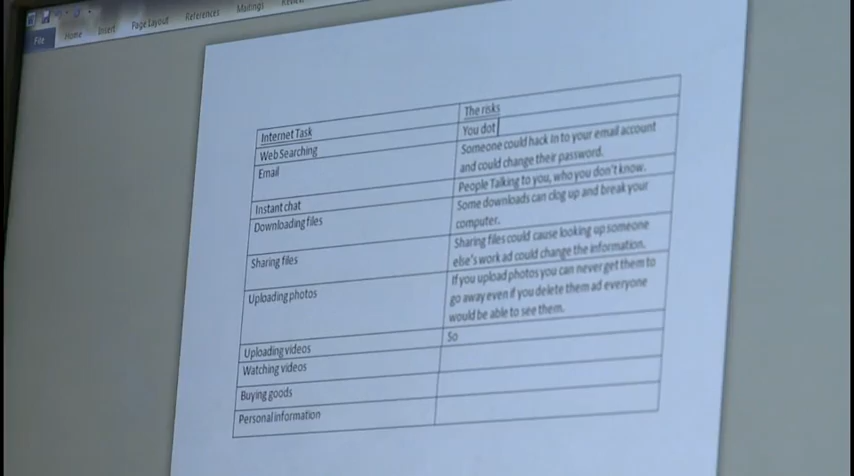 File Home Insert Page Layout References Mailings Review
Internet Task The risks
Web Searching You dot
Email Someone could hack in to your email account
and could change their password.
Instant chat People Talking to you, who you don't know.
Downloading files Some downloads can clog up and break your
computer.
Sharing files Sharing files could cause looking up someone
else's work ad could change the information.
Uploading photos If you upload photos you can never get them to
go away even if you delete them ad everyone
would be able to see them.
Uploading videos So
Watching videos
Buying goods
Personal information